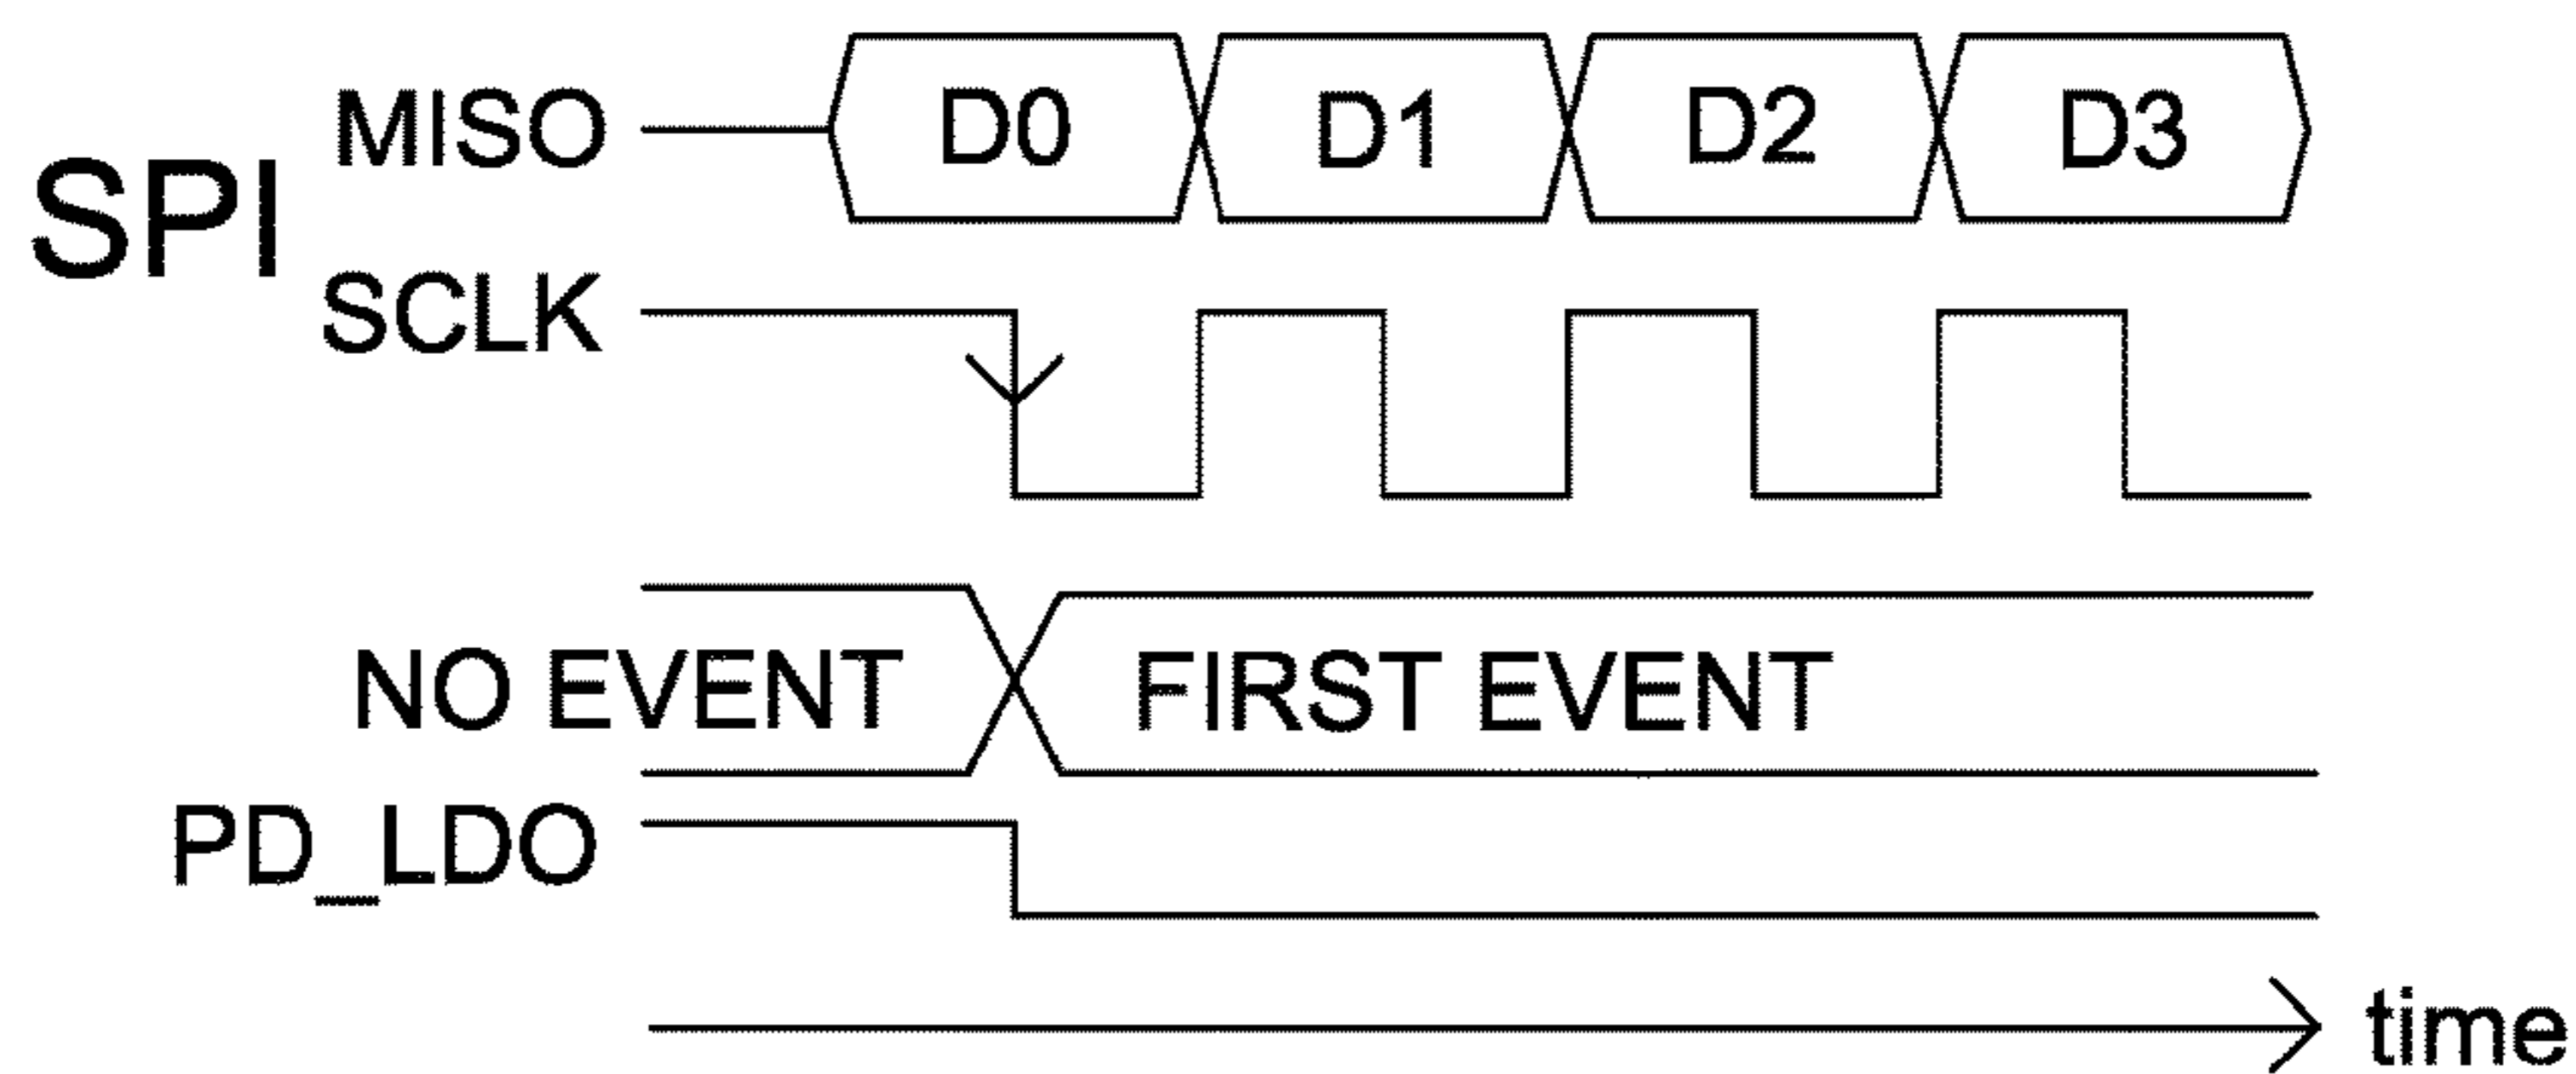 MISO D0 D1 D2 D3
SPI
SCLK
NO EVENT FIRST EVENT
PD_LDO
time